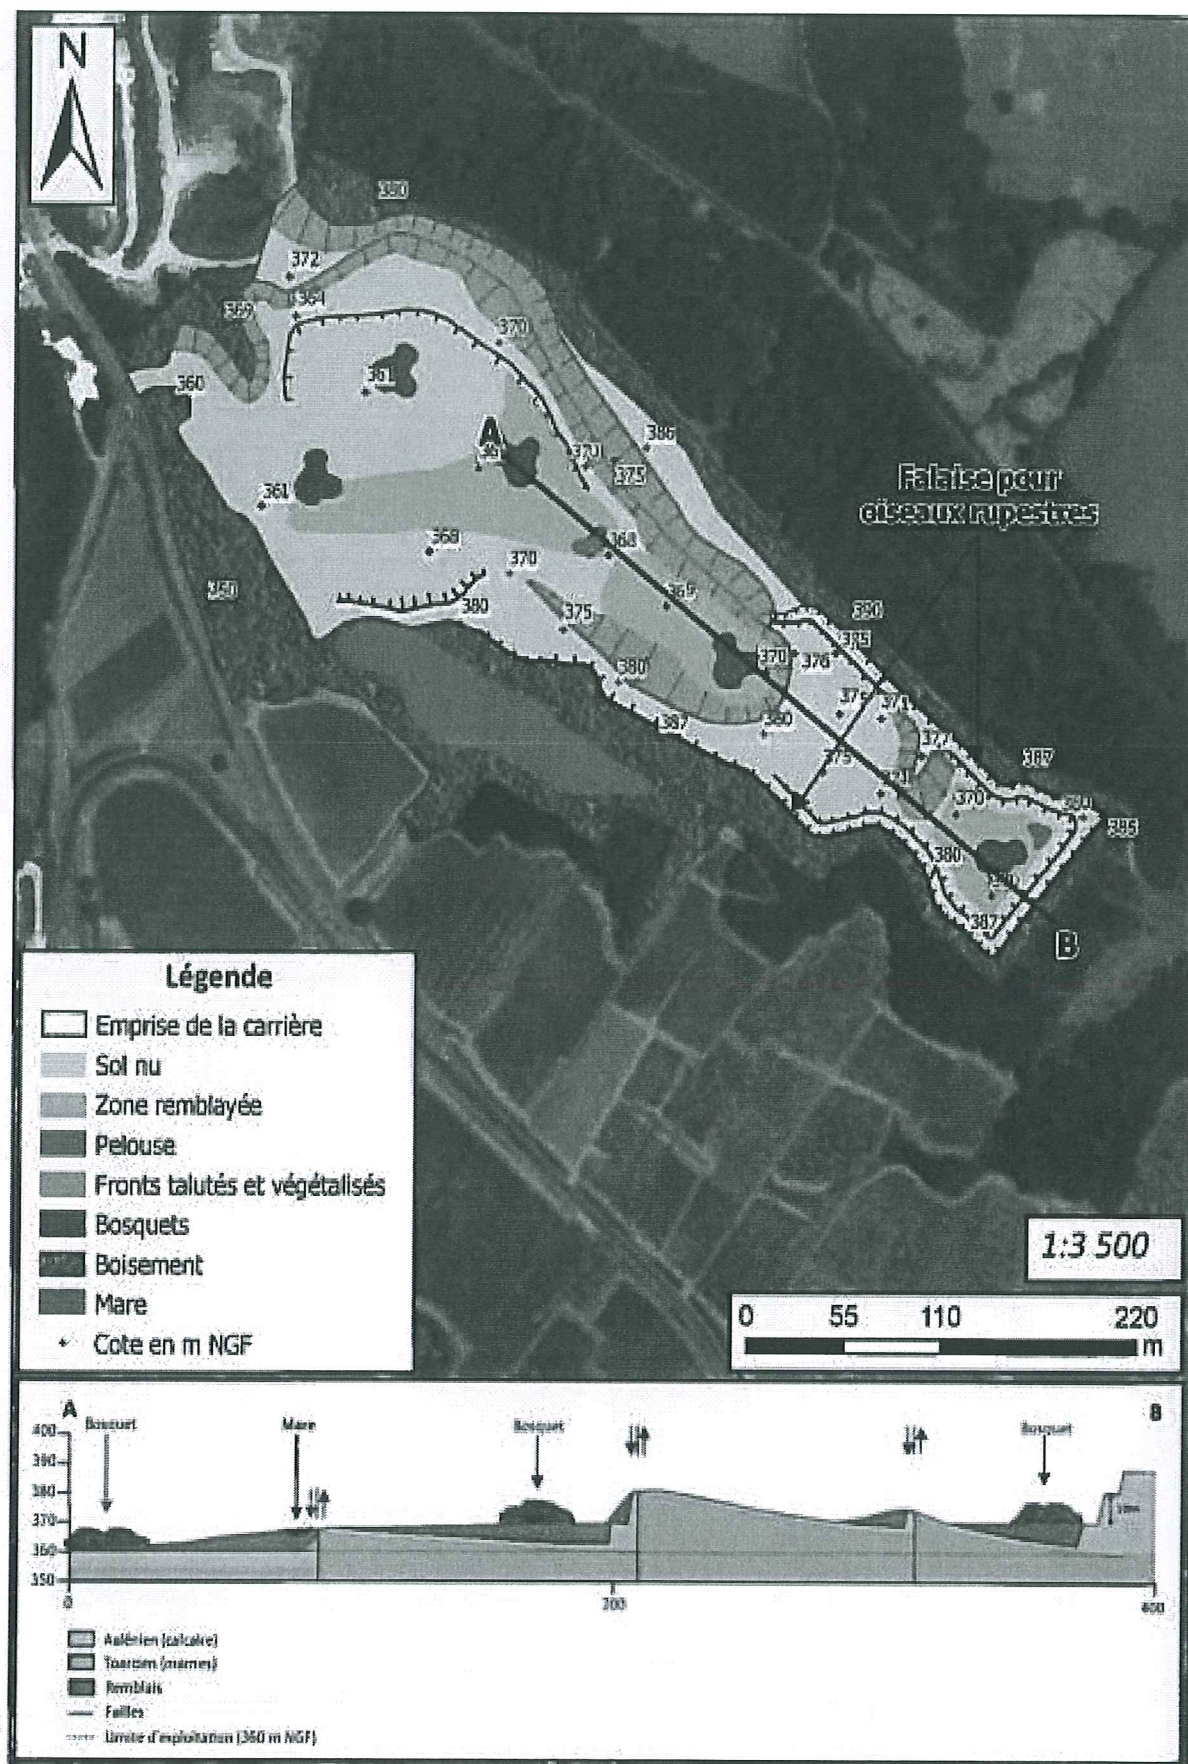 N
380
372
364
369
370
361
360
A
386
370
375
361
Falaise pour
oiseaux rupestres
368
368
370
360
380
369
375
390
385
370
376
380
387
380
371
377
375
387
370
380
385
380
387
B
Légende
Emprise de la carrière
Sol nu
Zone remblayée
Pelouse
Fronts talutés et végétalisés
Bosquets
Boisement
Mare
Cote en m NGF
1:3 500
0 55 110 220
m
A B
Bosquet Mare Bosquet Bosquet
400
390
380
370
360
350
0 200 400
Aalénien (calcaire)
Toarcien (marnes)
Remblais
Failles
Limite d'exploitation (360 m NGF)